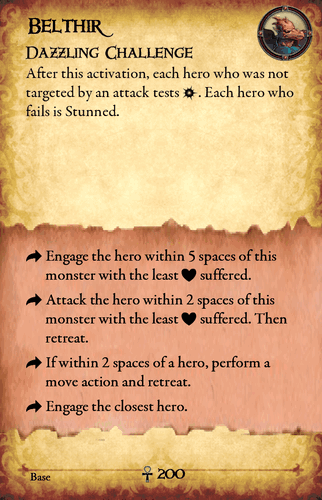 Belthir
Dazzling Challenge
After this activation, each hero who was not
targeted by an attack tests . Each hero who
fails is Stunned.
Engage the hero within 5 spaces of this
monster with the least suffered.
Attack the hero within 2 spaces of this
monster with the least suffered. Then
retreat.
If within 2 spaces of a hero, perform a
move action and retreat.
Engage the closest hero.
Base
200